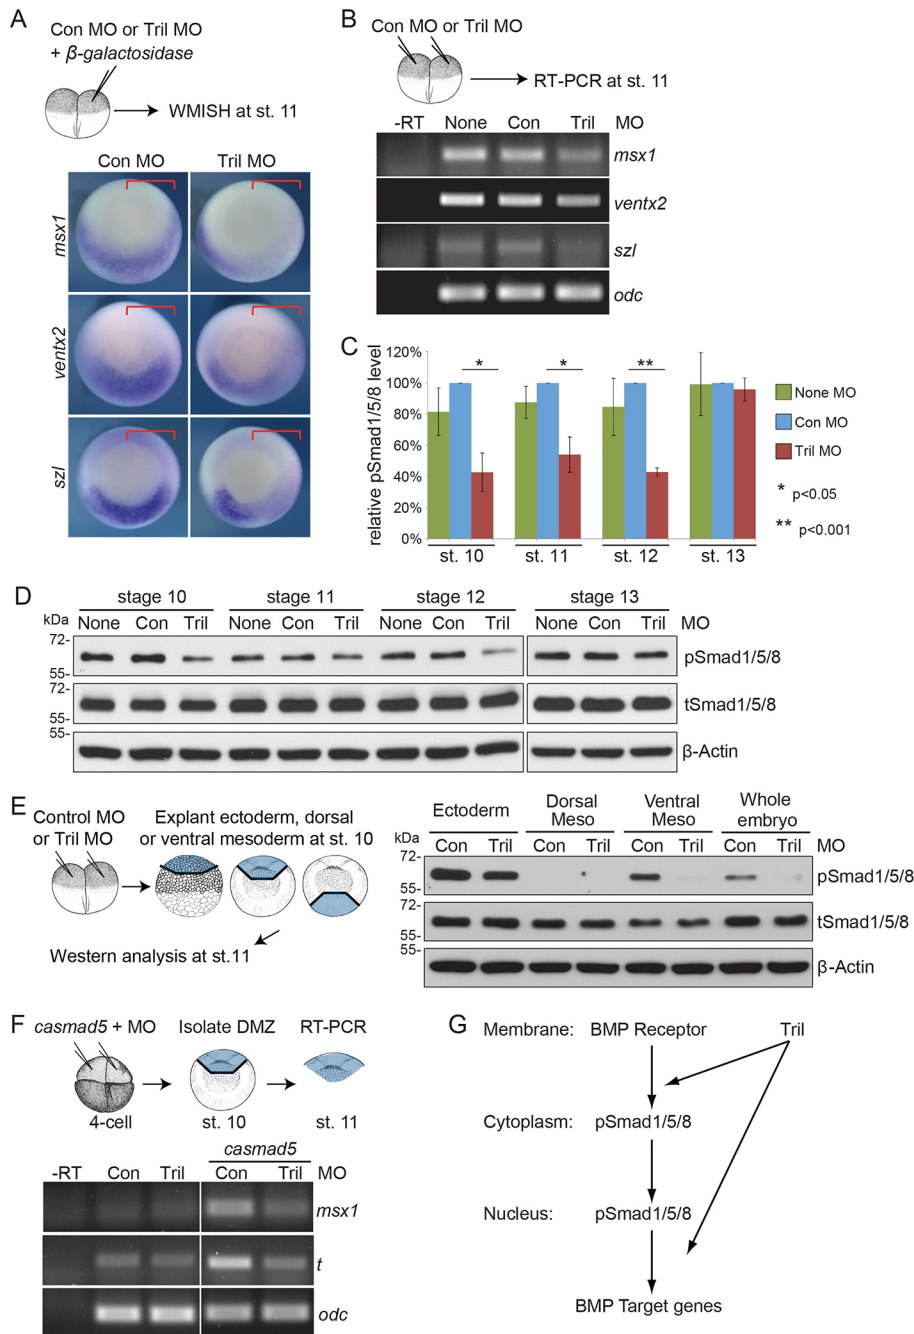 A
Con MO or Tril MO
+ β-galactosidase
WMISH at st. 11
Con MO Tril MO
msx1
ventx2
szl
B
Con MO or Tril MO
RT-PCR at st. 11
-RT None Con Tril MO
msx1
ventx2
szl
odc
C
relative pSmad1/5/8 level
120%
100%
80%
60%
40%
20%
0%
* * **
st. 10 st. 11 st. 12 st. 13
None MO
Con MO
Tril MO
* p<0.05
** p<0.001
D
stage 10 stage 11 stage 12 stage 13
kDa None Con Tril None Con Tril None Con Tril None Con Tril MO
72-
55-
pSmad1/5/8
72-
55-
tSmad1/5/8
55-
β-Actin
E
Control MO
or Tril MO
Explant ectoderm, dorsal
or ventral mesoderm at st. 10
Western analysis at st.11
Ectoderm Dorsal Meso Ventral Meso Whole embryo
kDa Con Tril Con Tril Con Tril Con Tril MO
72-
55-
pSmad1/5/8
72-
55-
tSmad1/5/8
55-
β-Actin
F
casmad5 + MO Isolate DMZ RT-PCR
4-cell st. 10 st. 11
casmad5
-RT Con Tril Con Tril MO
msx1
t
odc
G
Membrane: BMP Receptor Tril
Cytoplasm: pSmad1/5/8
Nucleus: pSmad1/5/8
BMP Target genes